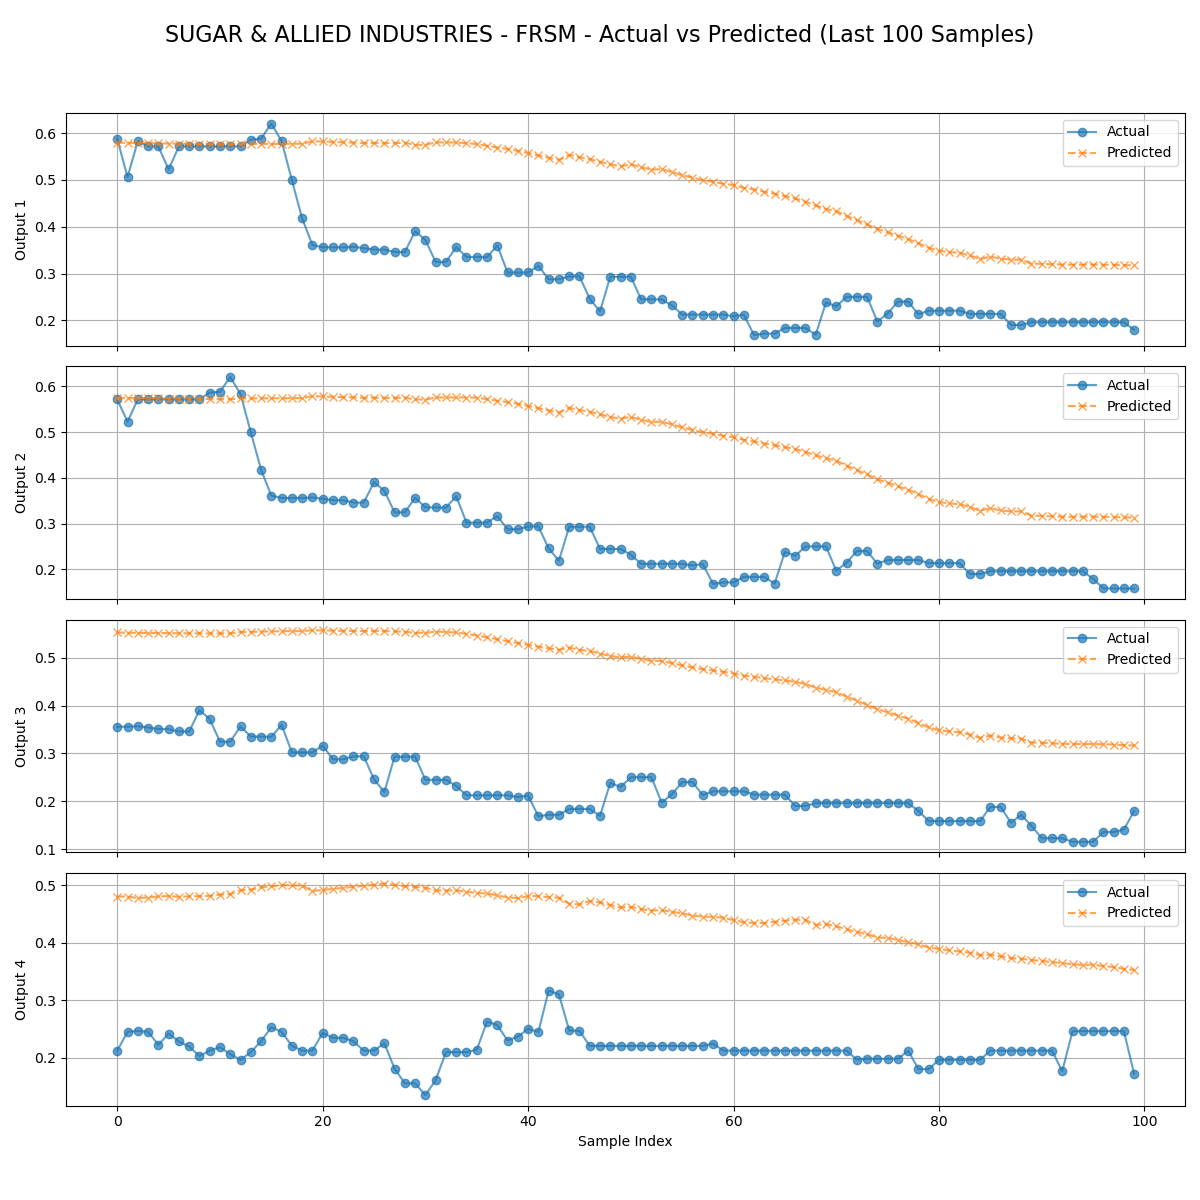 SUGAR & ALLIED INDUSTRIES - FRSM - Actual vs Predicted (Last 100 Samples)
Output 1
0.6
0.5
0.4
0.3
0.2
Actual
Predicted
Output 2
0.6
0.5
0.4
0.3
0.2
Actual
Predicted
Output 3
0.5
0.4
0.3
0.2
0.1
Actual
Predicted
Output 4
0.5
0.4
0.3
0.2
Actual
Predicted
0 20 40 60 80 100
Sample Index